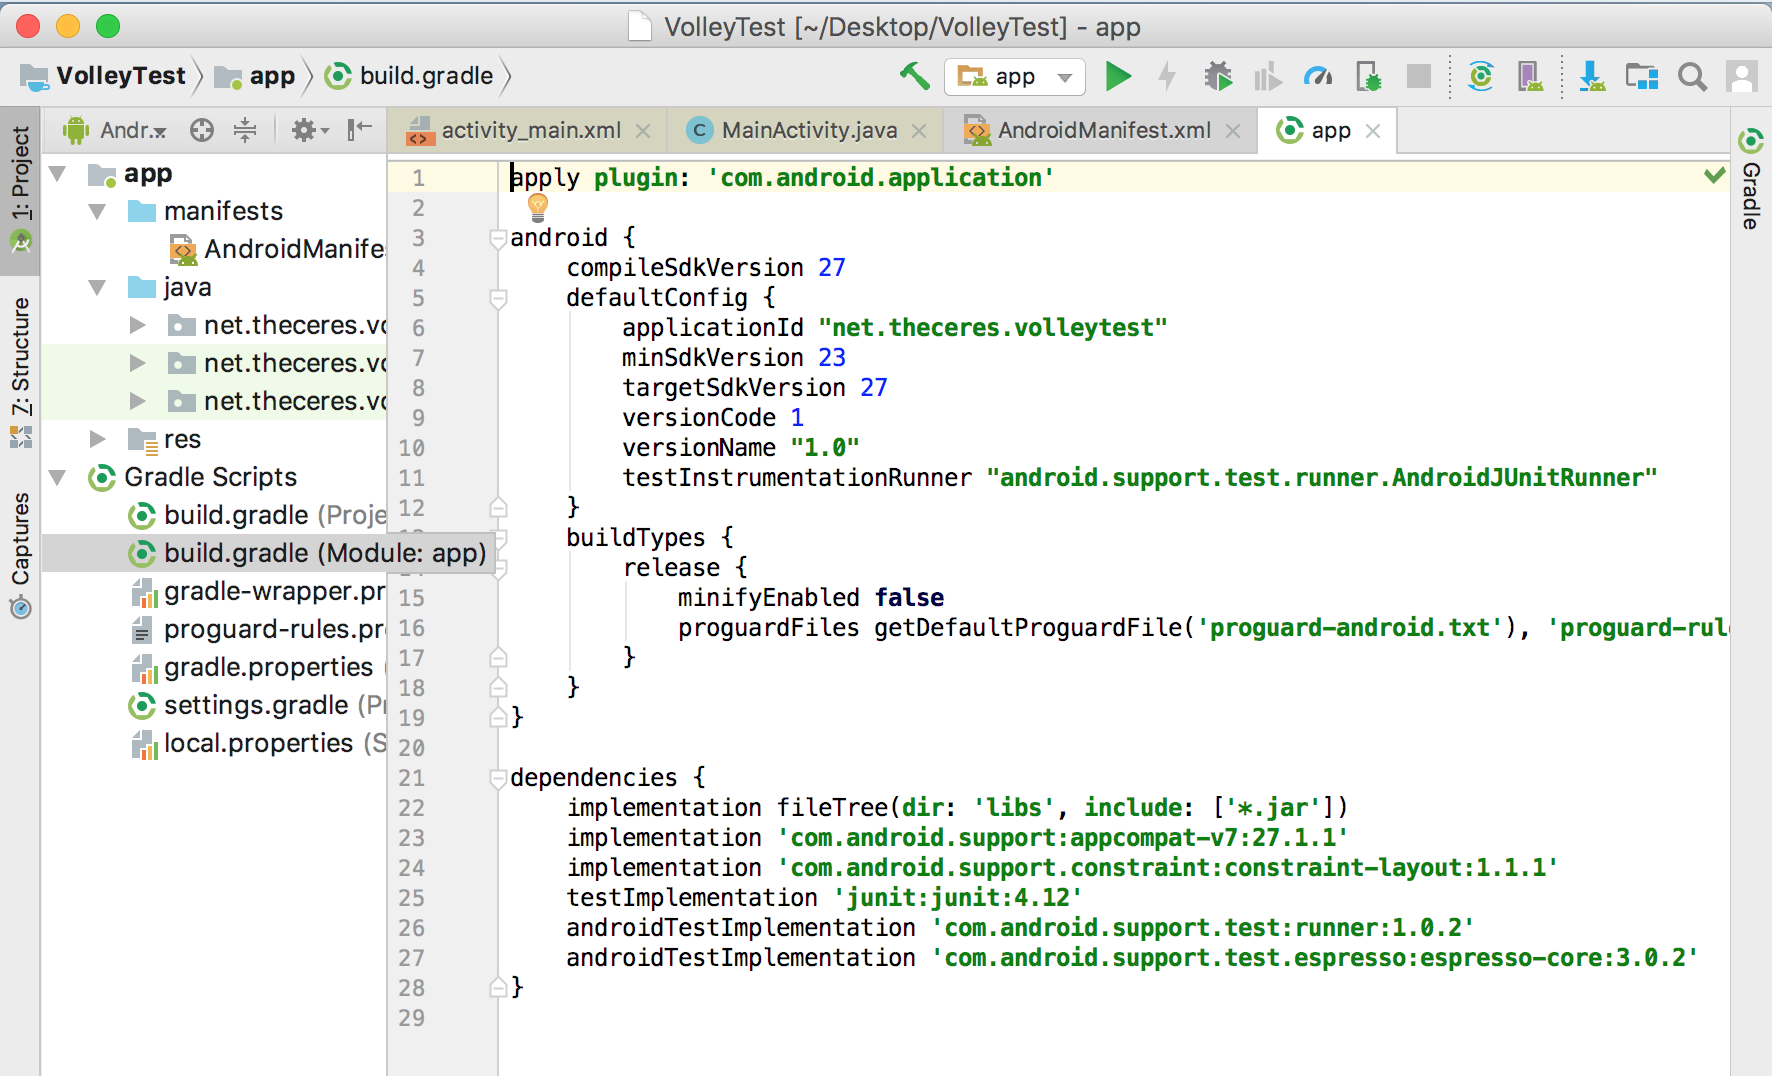 VolleyTest [~/Desktop/VolleyTest] - app
VolleyTest app build.gradle
app
Andr...
activity_main.xml
MainActivity.java
AndroidManifest.xml
app
1: Project
7: Structure
Captures
Gradle
app
manifests
AndroidManife
java
net.theceres.vo
net.theceres.vo
net.theceres.vo
res
Gradle Scripts
build.gradle (Proje
build.gradle (Module: app)
gradle-wrapper.pr
proguard-rules.pro
gradle.properties (
settings.gradle (Pr
local.properties (S
1 apply plugin: 'com.android.application'
2
3 android {
4 compileSdkVersion 27
5 defaultConfig {
6 applicationId "net.theceres.volleytest"
7 minSdkVersion 23
8 targetSdkVersion 27
9 versionCode 1
10 versionName "1.0"
11 testInstrumentationRunner "android.support.test.runner.AndroidJUnitRunner"
12 }
buildTypes {
release {
15 minifyEnabled false
16 proguardFiles getDefaultProguardFile('proguard-android.txt'), 'proguard-rul
17 }
18 }
19 }
20
21 dependencies {
22 implementation fileTree(dir: 'libs', include: ['*.jar'])
23 implementation 'com.android.support:appcompat-v7:27.1.1'
24 implementation 'com.android.support.constraint:constraint-layout:1.1.1'
25 testImplementation 'junit:junit:4.12'
26 androidTestImplementation 'com.android.support.test:runner:1.0.2'
27 androidTestImplementation 'com.android.support.test.espresso:espresso-core:3.0.2'
28 }
29